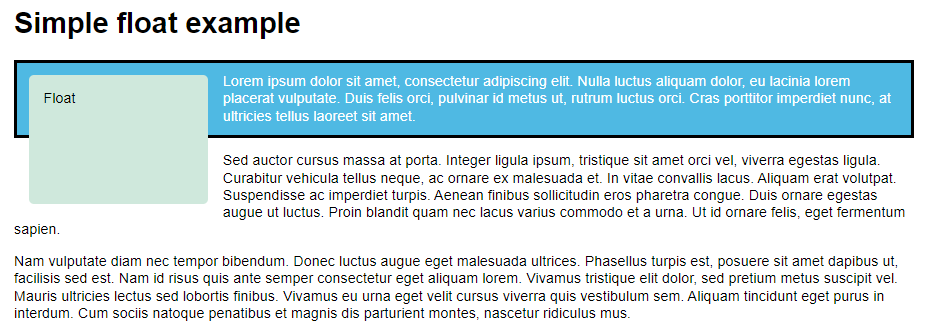 Simple float example
Float
Lorem ipsum dolor sit amet, consectetur adipiscing elit. Nulla luctus aliquam dolor, eu lacinia lorem
placerat vulputate. Duis felis orci, pulvinar id metus ut, rutrum luctus orci. Cras porttitor imperdiet nunc, at
ultricies tellus laoreet sit amet.
Sed auctor cursus massa at porta. Integer ligula ipsum, tristique sit amet orci vel, viverra egestas ligula.
Curabitur vehicula tellus neque, ac ornare ex malesuada et. In vitae convallis lacus. Aliquam erat volutpat.
Suspendisse ac imperdiet turpis. Aenean finibus sollicitudin eros pharetra congue. Duis ornare egestas
augue ut luctus. Proin blandit quam nec lacus varius commodo et a urna. Ut id ornare felis, eget fermentum
sapien.
Nam vulputate diam nec tempor bibendum. Donec luctus augue eget malesuada ultrices. Phasellus turpis est, posuere sit amet dapibus ut,
facilisis sed est. Nam id risus quis ante semper consectetur eget aliquam lorem. Vivamus tristique elit dolor, sed pretium metus suscipit vel.
Mauris ultricies lectus sed lobortis finibus. Vivamus eu urna eget velit cursus viverra quis vestibulum sem. Aliquam tincidunt eget purus in
interdum. Cum sociis natoque penatibus et magnis dis parturient montes, nascetur ridiculus mus.